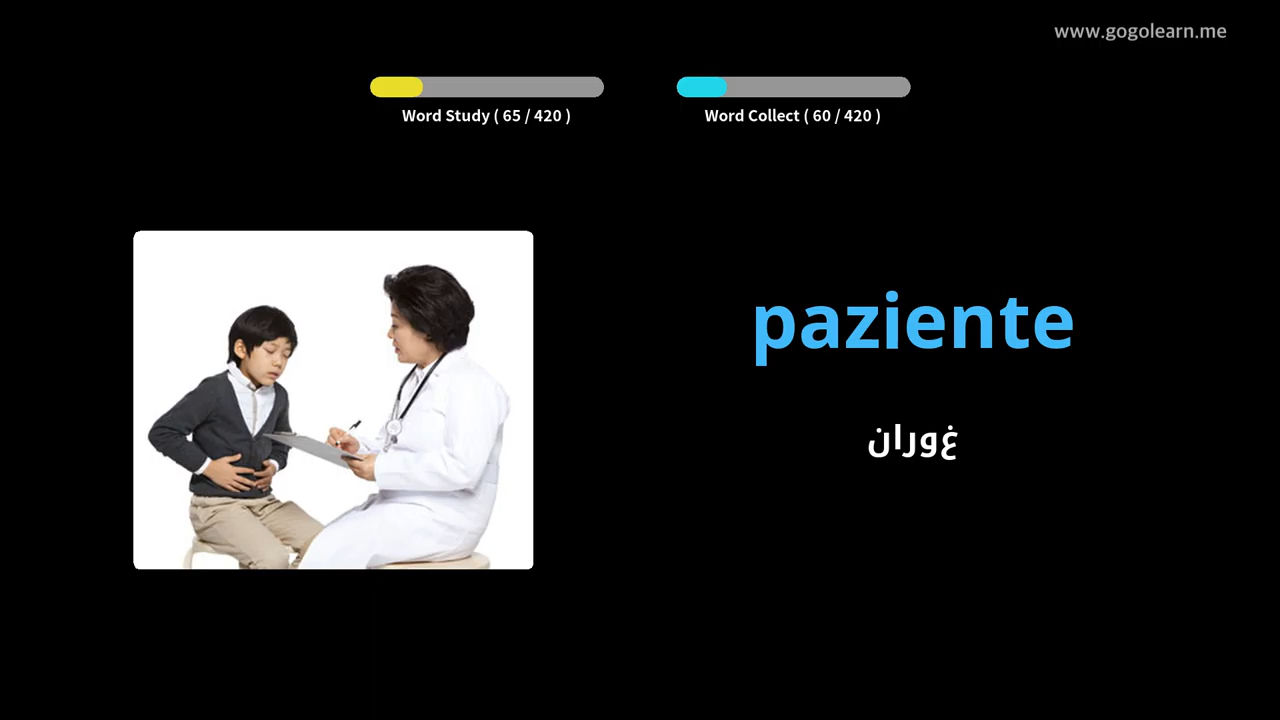 www.gogolearn.me
Word Study ( 65 / 420 )
Word Collect ( 60 / 420 )
paziente
غوران